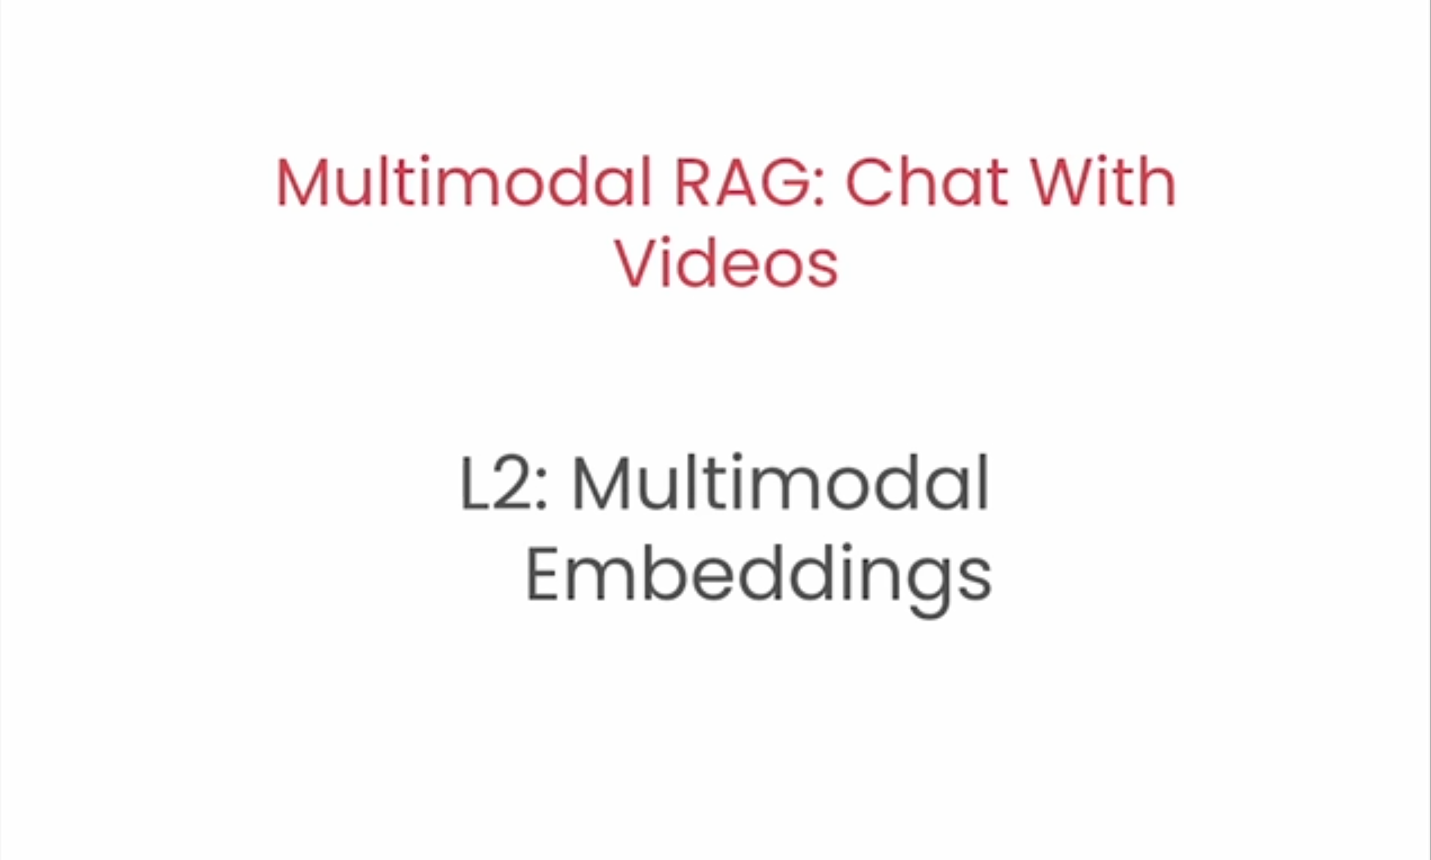 Multimodal RAG: Chat With
Videos
L2: Multimodal
Embeddings